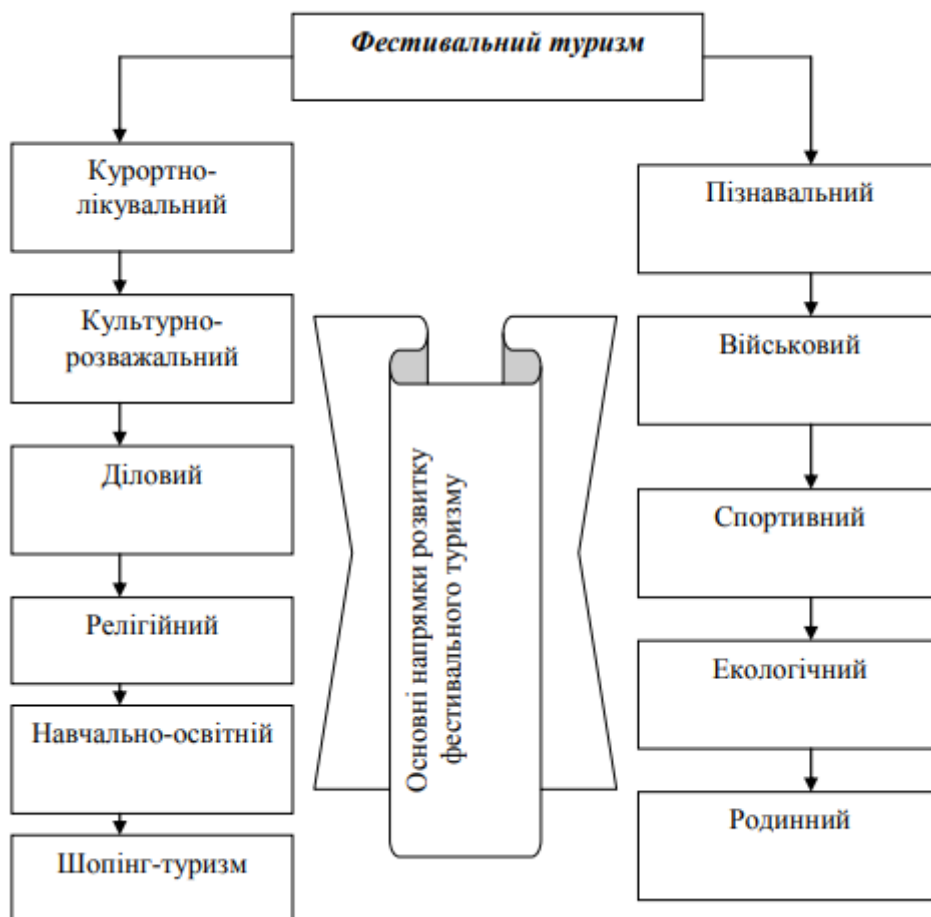 Фестивальний туризм
Курортно-
лікувальний
Культурно-
розважальний
Діловий
Релігійний
Навчально-освітній
Шопінг-туризм
Основні напрямки розвитку
фестивального туризму
Пізнавальний
Військовий
Спортивний
Екологічний
Родинний